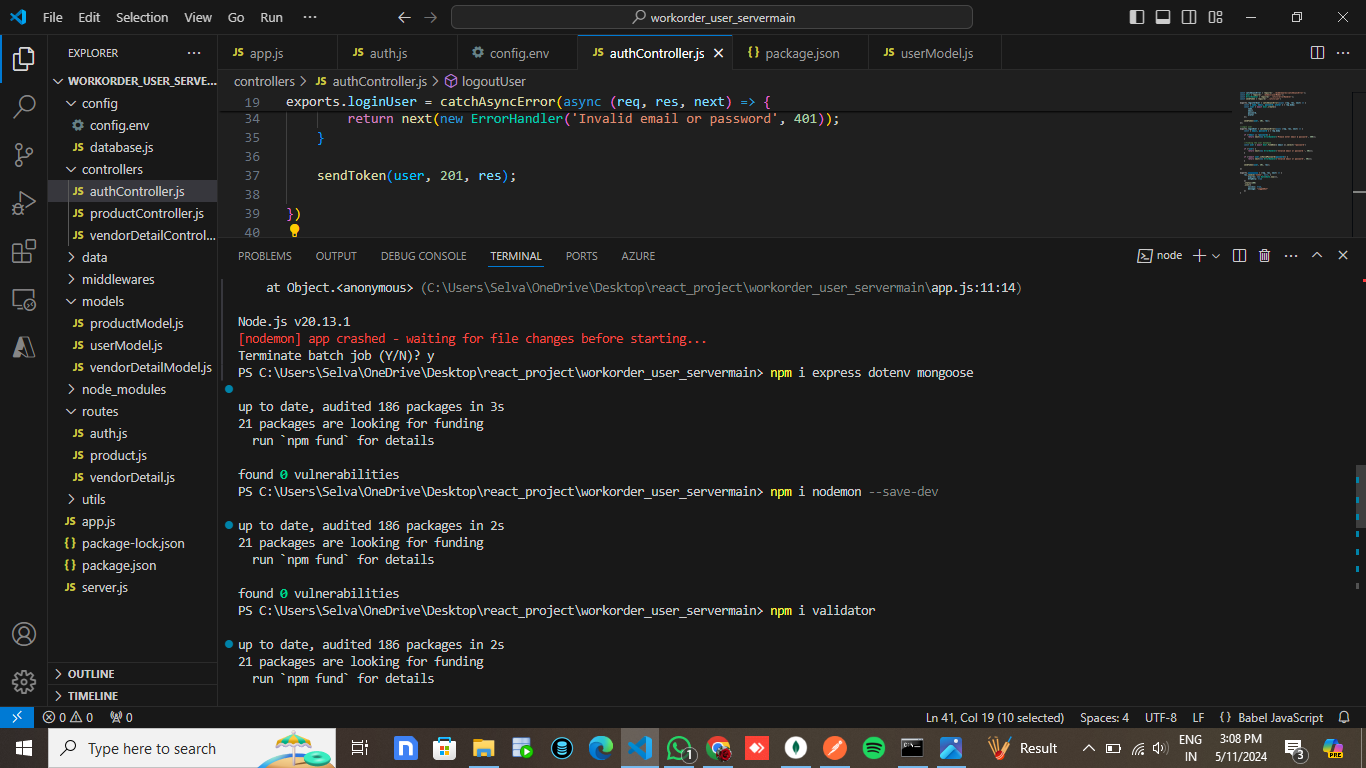 File Edit Selection View Go Run ···
workorder_user_servermain
EXPLORER ···
WORKORDER_USER_SERVE...
config
config.env
JS database.js
controllers
JS authController.js
JS productController.js
JS vendorDetailControl...
data
middlewares
models
JS productModel.js
JS userModel.js
JS vendorDetailModel.js
node_modules
routes
JS auth.js
JS product.js
JS vendorDetail.js
utils
JS app.js
{} package-lock.json
{} package.json
JS server.js
OUTLINE
TIMELINE
JS app.js JS auth.js config.env JS authController.js {} package.json JS userModel.js
controllers > JS authController.js > logoutUser
19 exports.loginUser = catchAsyncError(async (req, res, next) => {
34 return next(new ErrorHandler('Invalid email or password', 401));
35 }
36
37 sendToken(user, 201, res);
38
39 })
40
PROBLEMS OUTPUT DEBUG CONSOLE TERMINAL PORTS AZURE node
at Object.<anonymous> (C:\Users\Selva\OneDrive\Desktop\react_project\workorder_user_servermain\app.js:11:14)
Node.js v20.13.1
[nodemon] app crashed - waiting for file changes before starting...
Terminate batch job (Y/N)? y
PS C:\Users\Selva\OneDrive\Desktop\react_project\workorder_user_servermain> npm i express dotenv mongoose
up to date, audited 186 packages in 3s
21 packages are looking for funding
run `npm fund` for details
found 0 vulnerabilities
PS C:\Users\Selva\OneDrive\Desktop\react_project\workorder_user_servermain> npm i nodemon --save-dev
up to date, audited 186 packages in 2s
21 packages are looking for funding
run `npm fund` for details
found 0 vulnerabilities
PS C:\Users\Selva\OneDrive\Desktop\react_project\workorder_user_servermain> npm i validator
up to date, audited 186 packages in 2s
21 packages are looking for funding
run `npm fund` for details
0 0 0 Ln 41, Col 19 (10 selected) Spaces: 4 UTF-8 LF {} Babel JavaScript
Type here to search 1 Result ENG 3:08 PM
IN 5/11/2024 3 PRE